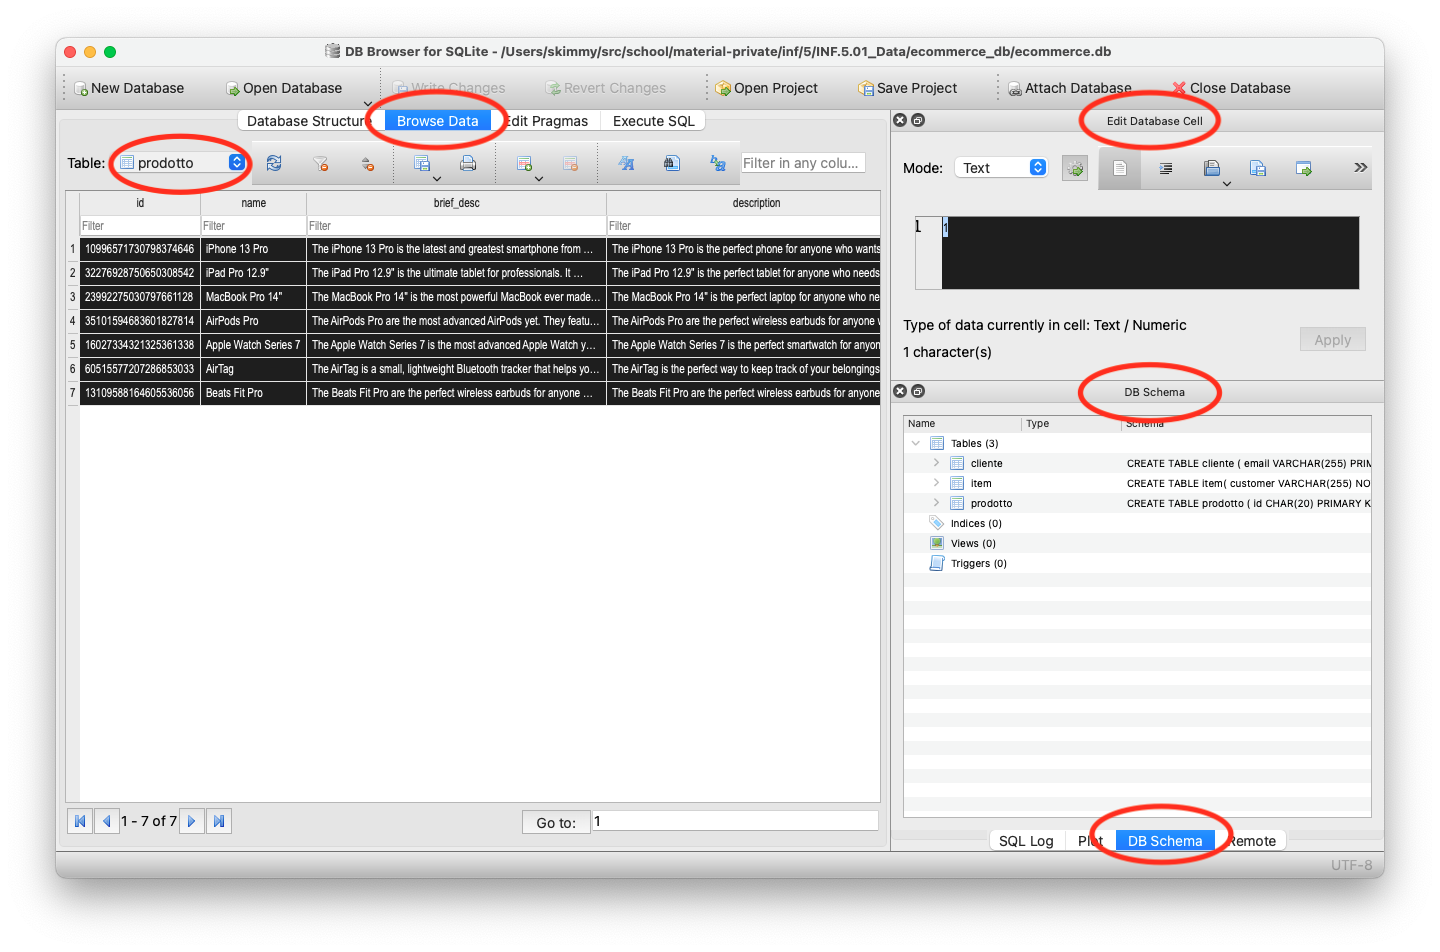 DB Browser for SQLite - /Users/skimmy/src/school/material-private/inf/5/INF.5.01_Data/ecommerce_db/ecommerce.db
New Database Open Database Write Changes Revert Changes Open Project Save Project Attach Database Close Database
Database Structure Browse Data Edit Pragmas Execute SQL
Table: prodotto Filter in any colu...
id name brief_desc description
Filter Filter Filter Filter
1 10996571730798374646 iPhone 13 Pro The iPhone 13 Pro is the latest and greatest smartphone from ... The iPhone 13 Pro is the perfect phone for anyone who wants
2 32276928750650308542 iPad Pro 12.9" The iPad Pro 12.9" is the ultimate tablet for professionals. It ... The iPad Pro 12.9" is the perfect tablet for anyone who needs
3 23992275030797661128 MacBook Pro 14" The MacBook Pro 14" is the most powerful MacBook ever made... The MacBook Pro 14" is the perfect laptop for anyone who ne
4 35101594683601827814 AirPods Pro The AirPods Pro are the most advanced AirPods yet. They featu... The AirPods Pro are the perfect wireless earbuds for anyone
5 16027334321325361338 Apple Watch Series 7 The Apple Watch Series 7 is the most advanced Apple Watch y... The Apple Watch Series 7 is the perfect smartwatch for anyon
6 60515577207286853033 AirTag The AirTag is a small, lightweight Bluetooth tracker that helps yo... The AirTag is the perfect way to keep track of your belongings
7 13109588164605536056 Beats Fit Pro The Beats Fit Pro are the perfect wireless earbuds for anyone ... The Beats Fit Pro are the perfect wireless earbuds for anyone
1 - 7 of 7 Go to: 1
Edit Database Cell
Mode: Text
1 1
Type of data currently in cell: Text / Numeric
1 character(s)
Apply
DB Schema
Name Type Schema
Tables (3)
cliente CREATE TABLE cliente ( email VARCHAR(255) PRIM
item CREATE TABLE item( customer VARCHAR(255) NO
prodotto CREATE TABLE prodotto ( id CHAR(20) PRIMARY K
Indices (0)
Views (0)
Triggers (0)
SQL Log Plot DB Schema Remote
UTF-8